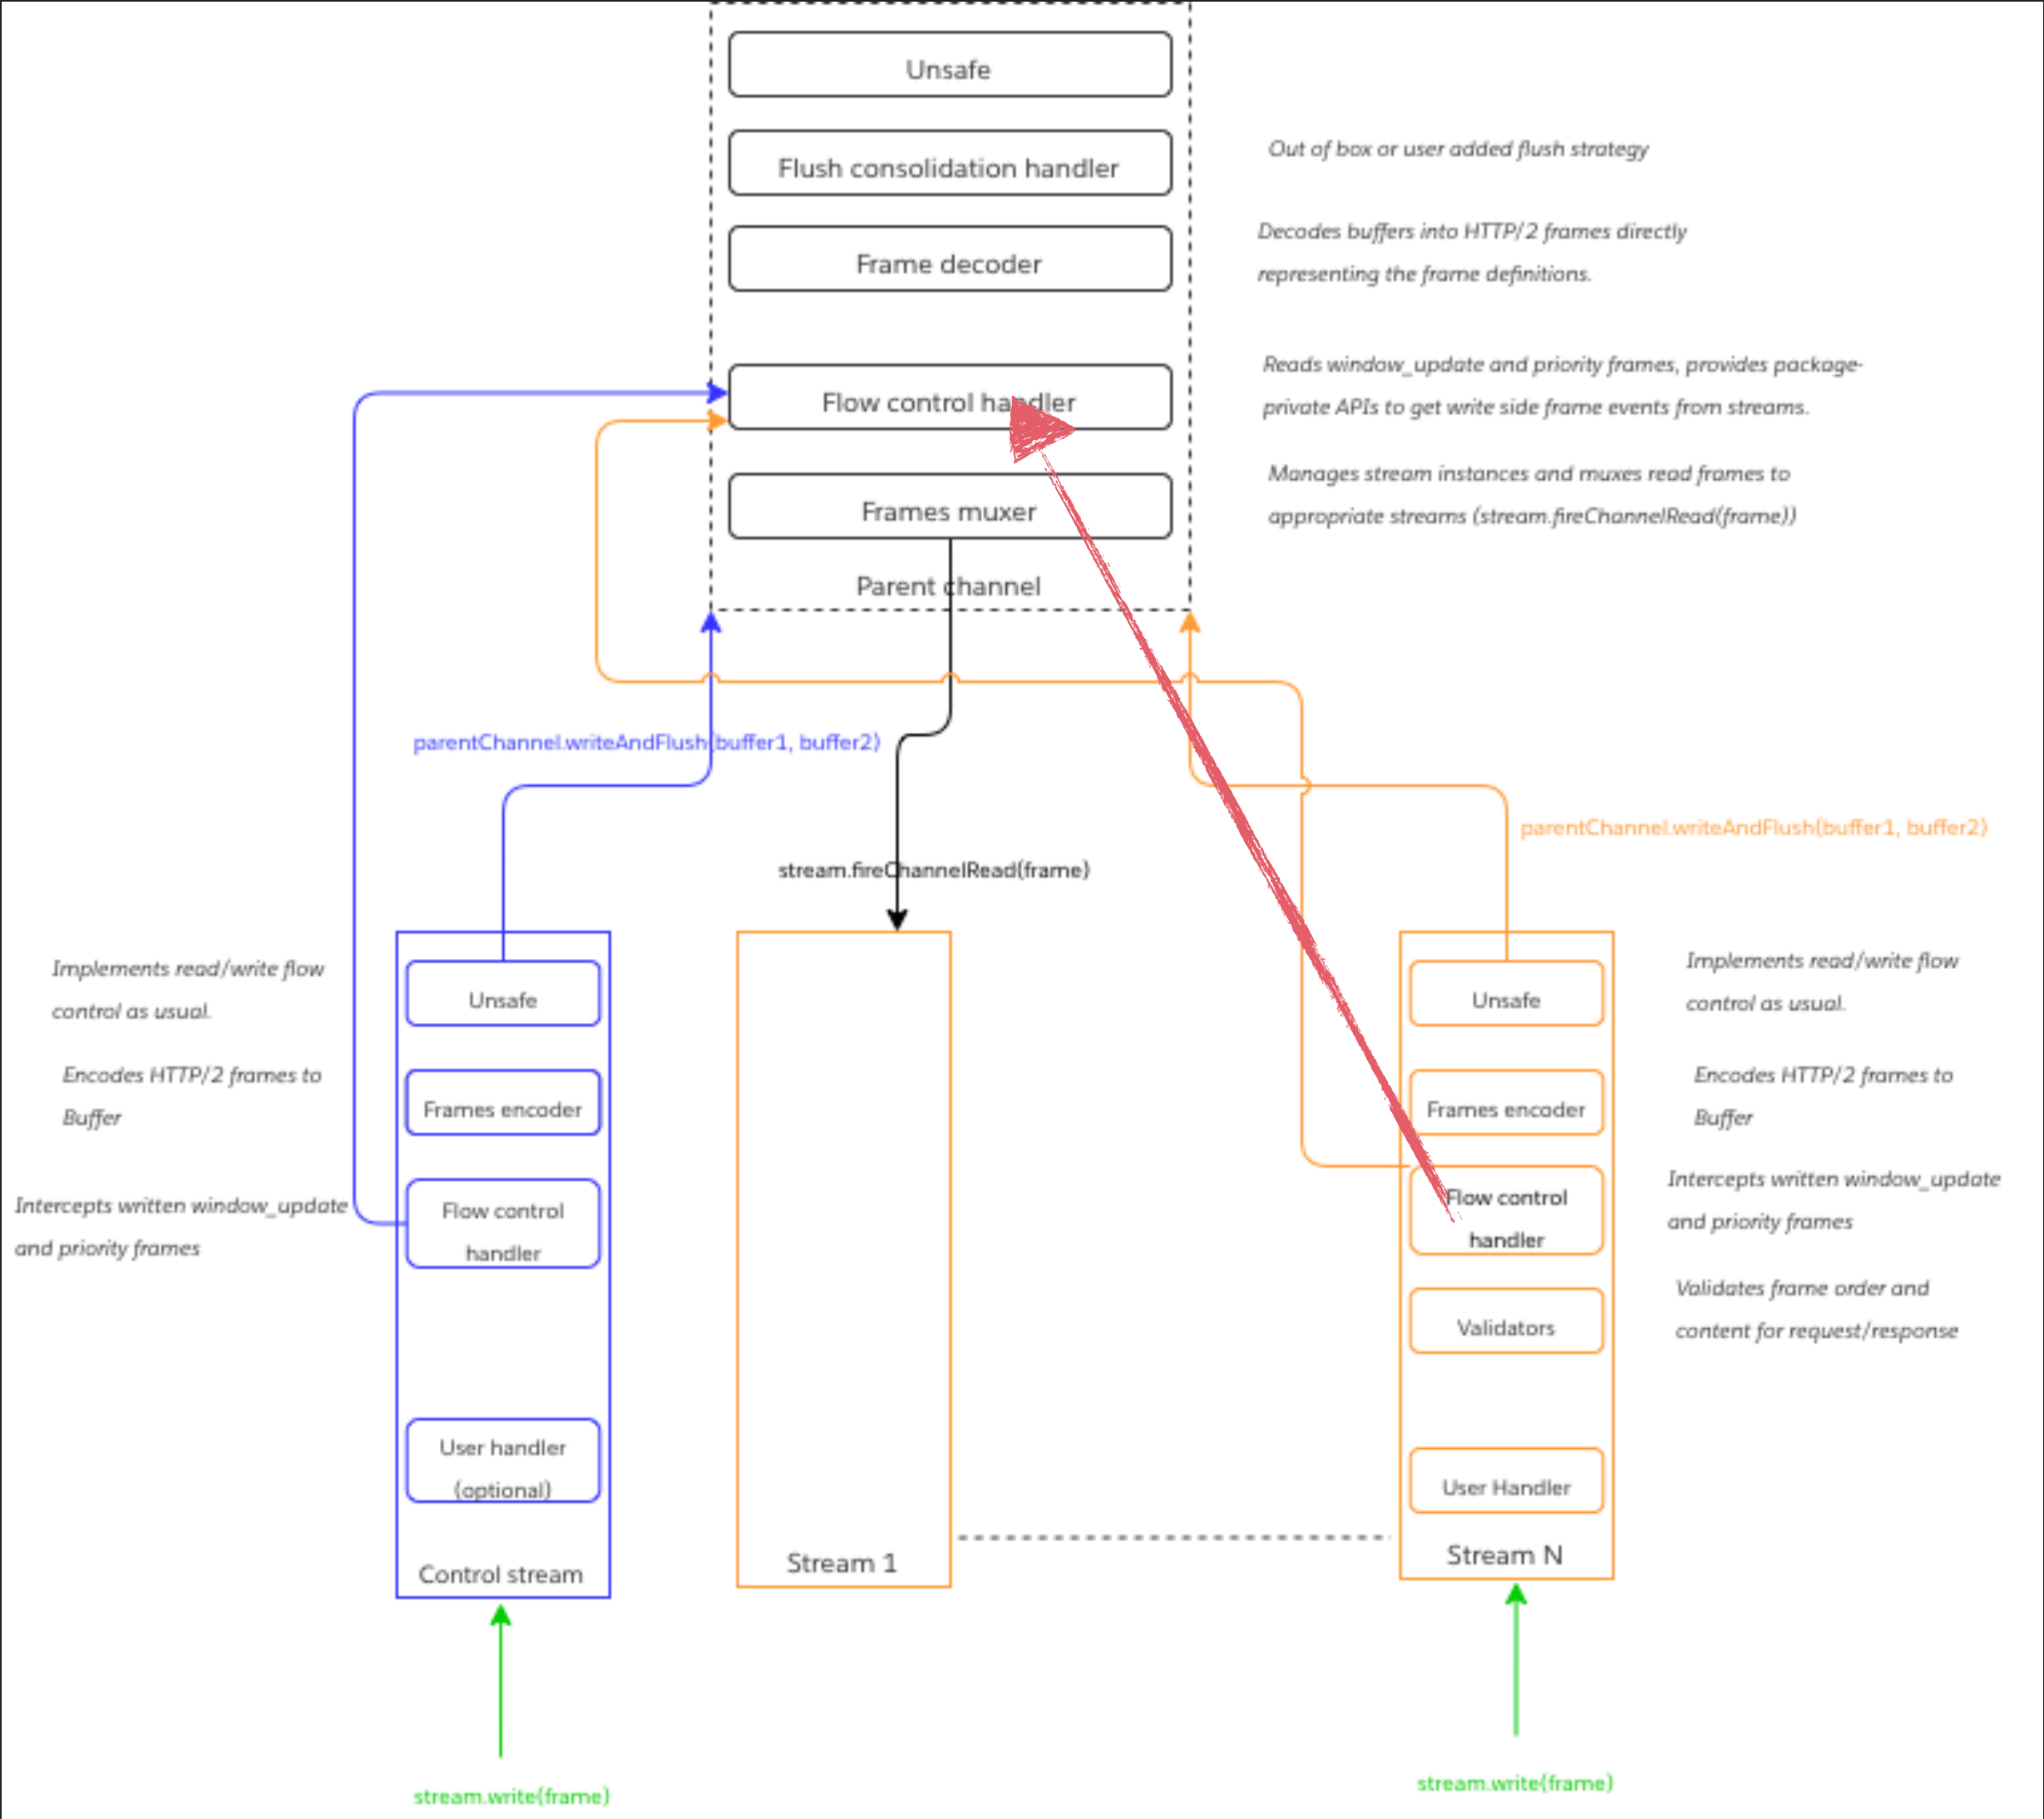 Unsafe
Flush consolidation handler
Out of box or user added flush strategy
Frame decoder
Decodes buffers into HTTP/2 frames directly
representing the frame definitions.
Flow control handler
Reads window_update and priority frames, provides package-
private APIs to get write side frame events from streams.
Frames muxer
Manages stream instances and muxes read frames to
appropriate streams (stream.fireChannelRead(frame))
Parent channel
parentChannel.writeAndFlush(buffer1, buffer2)
parentChannel.writeAndFlush(buffer1, buffer2)
stream.fireChannelRead(frame)
Implements read/write flow
control as usual.
Encodes HTTP/2 frames to
Buffer
Intercepts written window_update
and priority frames
Unsafe
Frames encoder
Flow control
handler
User handler
(optional)
Control stream
stream.write(frame)
Stream 1
Unsafe
Frames encoder
Flow control
handler
Validators
User Handler
Stream N
stream.write(frame)
Implements read/write flow
control as usual.
Encodes HTTP/2 frames to
Buffer
Intercepts written window_update
and priority frames
Validates frame order and
content for request/response